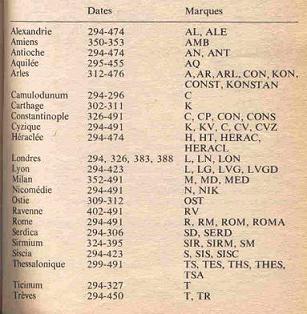 Dates Marques
Alexandrie 294-474 AL, ALE
Amiens 350-353 AMB
Antioche 294-474 AN, ANT
Aquilée 295-455 AQ
Arles 312-476 A, AR, ARL, CON, KON,
CONST, KONSTAN
Camulodunum 294-296 C
Carthage 302-311 K
Constantinople 326-491 C, CP, CON, CONS
Cyzique 294-491 K, KV, C, CV, CVZ
Héraclée 294-474 H, HT, HERAC,
HERACL
Londres 294, 326, 383, 388 L, LN, LON
Lyon 294-423 L, LG, LVG, LVGD
Milan 352-491 M, MD, MED
Nicomédie 294-491 N, NIK
Ostie 309-312 OST
Ravenne 402-491 RV
Rome 294-491 R, RM, ROM, ROMA
Serdica 294-306 SD, SERD
Sirmium 324-395 SIR, SIRM, SM
Siscia 294-423 S, SIS, SISC
Thessalonique 299-491 TS, TES, THS, THES,
TSA
Ticinum 294-327 T
Trèves 294-450 T, TR